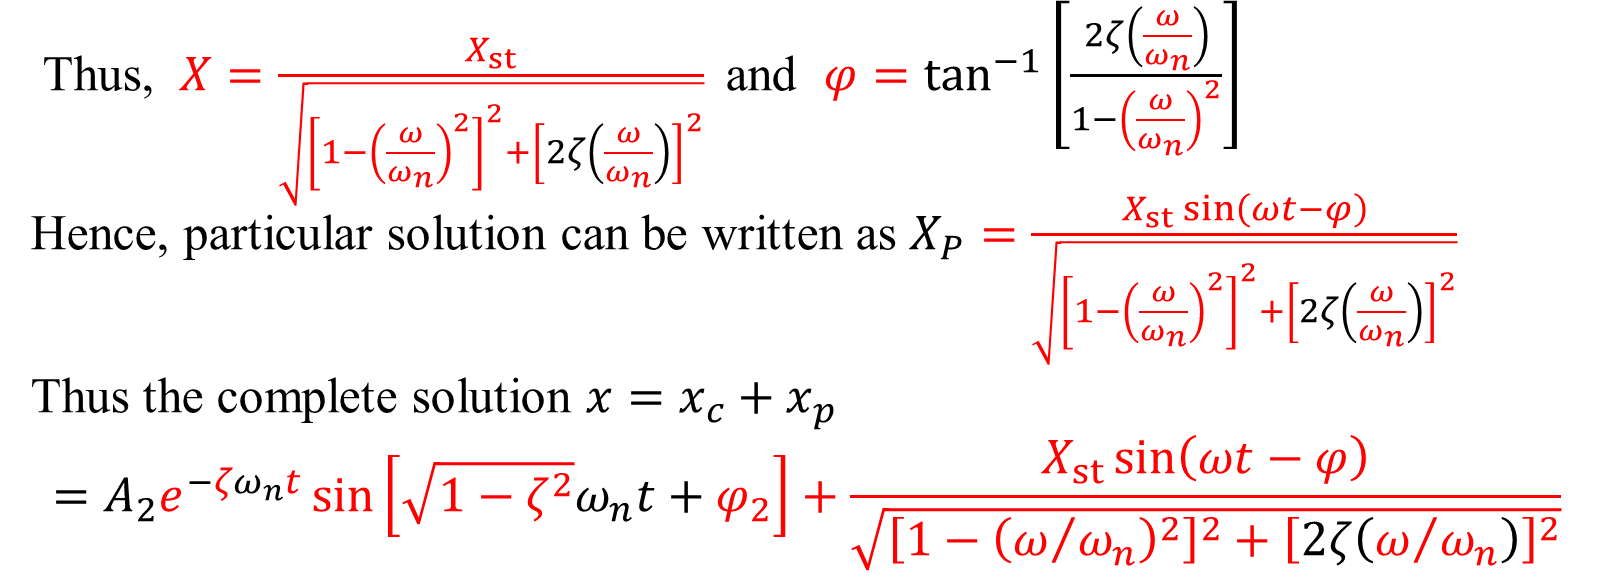 Thus, X = X_st / √([1−(ω/ω_n)^2]^2+[2ζ(ω/ω_n)]^2) and φ = tan^−1 [2ζ(ω/ω_n) / (1−(ω/ω_n)^2)]
Hence, particular solution can be written as X_P = X_st sin(ωt−φ) / √([1−(ω/ω_n)^2]^2+[2ζ(ω/ω_n)]^2)
Thus the complete solution x = x_c + x_p
= A_2 e^−ζω_n t sin [√(1 − ζ^2) ω_n t + φ_2] + X_st sin(ωt − φ) / √([1 − (ω/ω_n)^2]^2 + [2ζ(ω/ω_n)]^2)